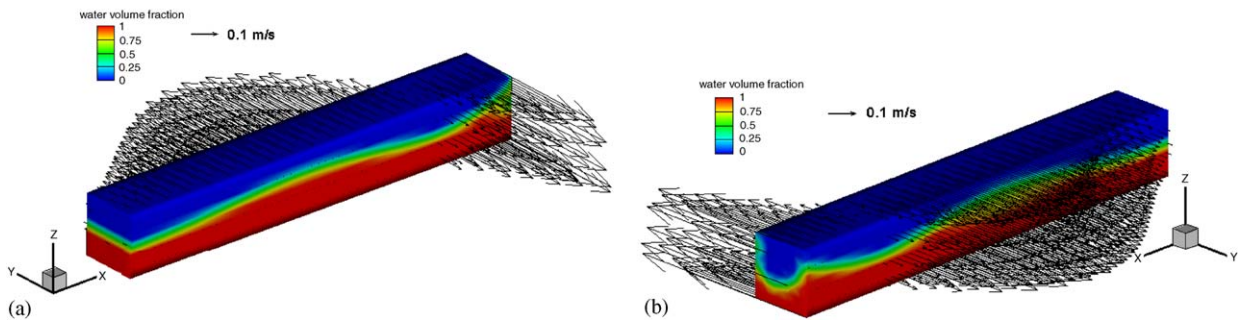 water volume fraction
1
0.75
0.5
0.25
0
0.1 m/s
Z
Y
X
(a)
water volume fraction
1
0.75
0.5
0.25
0
0.1 m/s
Z
X
Y
(b)